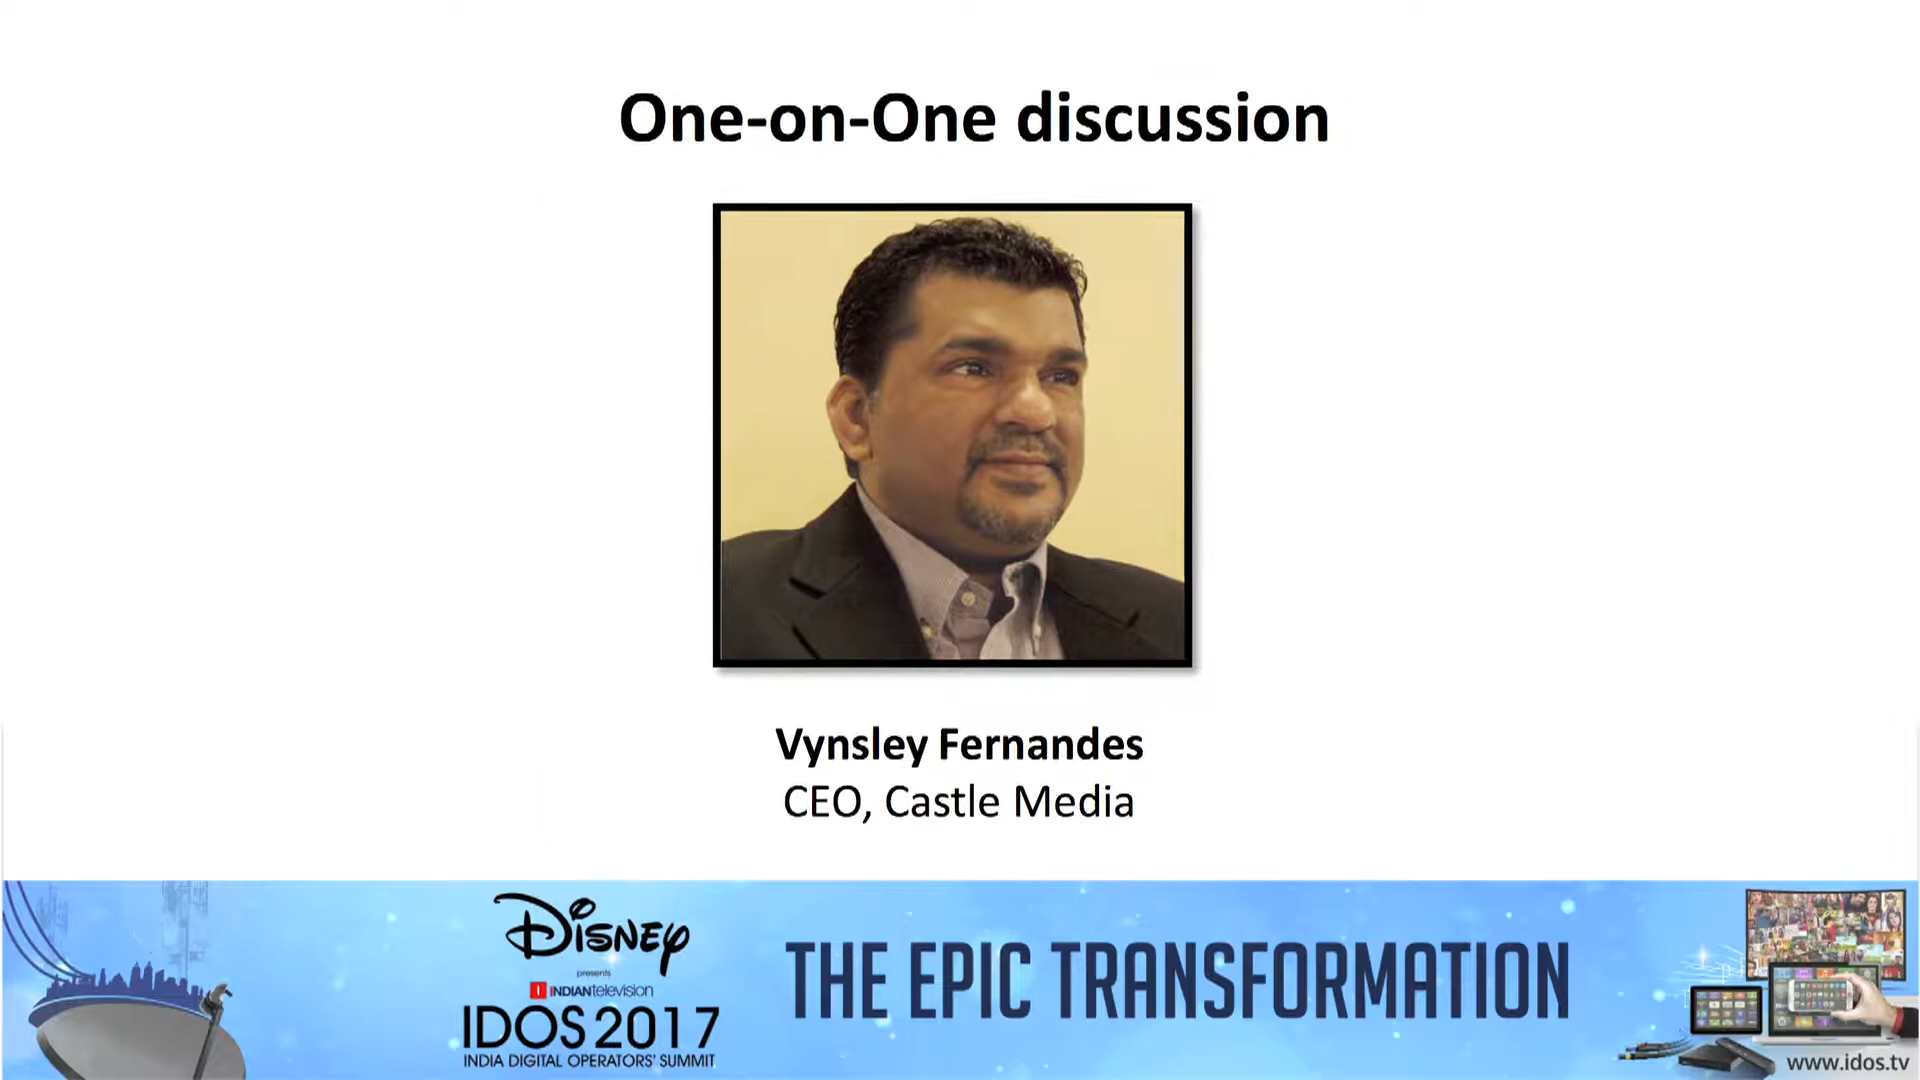 One-on-One discussion
Vynsley Fernandes
CEO, Castle Media
Disney
presents
INDIANtelevision
IDOS 2017
INDIA DIGITAL OPERATORS' SUMMIT
THE EPIC TRANSFORMATION
www.idos.tv